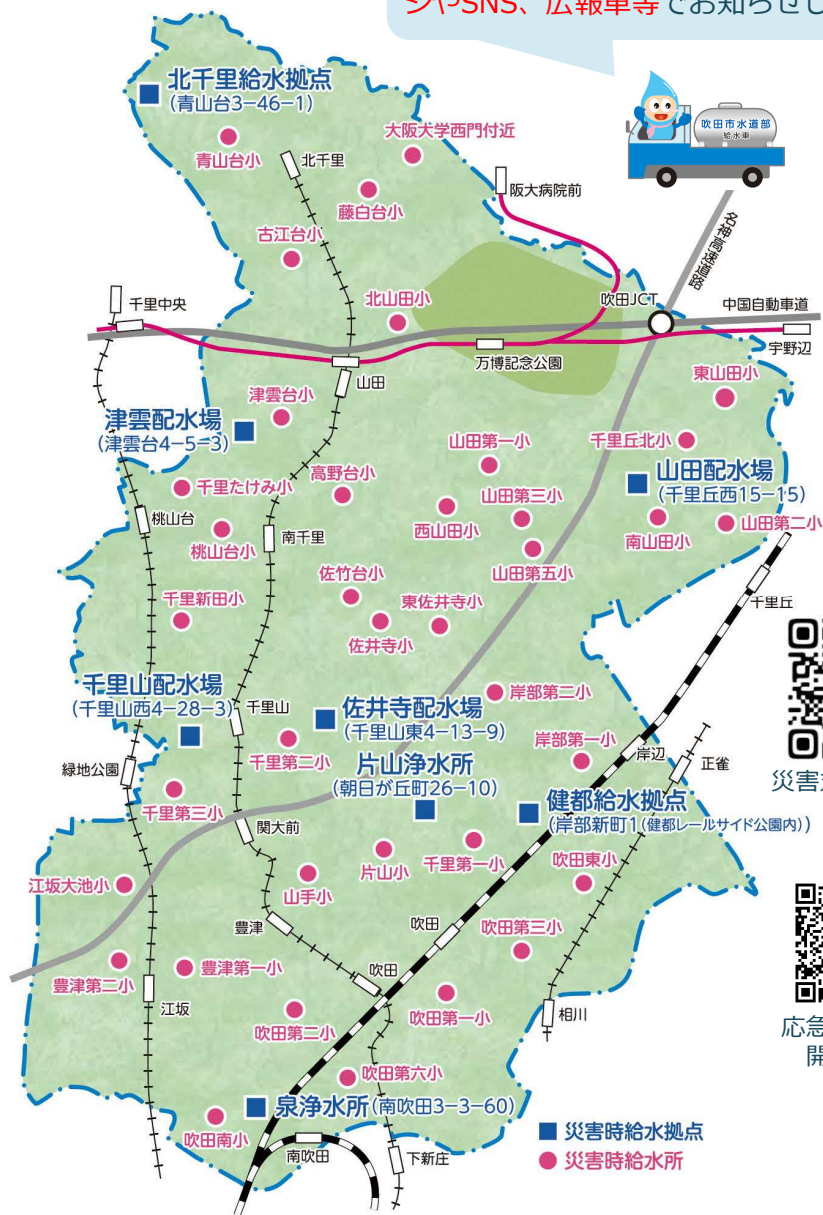 ジやSNS、広報車等でお知らせし
吹田市水道部
給水車
北千里給水拠点
(青山台3-46-1)
青山台小
北千里
大阪大学西門付近
藤白台小
阪大病院前
古江台小
名神高速道路
千里中央
北山田小
吹田JCT
中国自動車道
万博記念公園
宇野辺
山田
東山田小
津雲台小
津雲配水場
(津雲台4-5-3)
千里丘北小
山田第一小
山田配水場
(千里丘西15-15)
千里たけみ小
高野台小
山田第三小
西山田小
桃山台
桃山台小
南千里
南山田小
山田第二小
山田第五小
千里丘
佐竹台小
千里新田小
東佐井寺小
佐井寺小
千里山配水場
(千里山西4-28-3)
千里山
佐井寺配水場
(千里山東4-13-9)
岸部第二小
岸部第一小
岸辺
正雀
千里第二小
片山浄水所
(朝日が丘町26-10)
緑地公園
千里第三小
健都給水拠点
(岸部新町1(健都レールサイド公園内))
災害
関大前
片山小
千里第一小
吹田東小
江坂大池小
山手小
豊津
吹田
吹田第三小
豊津第二小
豊津第一小
吹田
江坂
吹田第二小
吹田第一小
相川
応急
開
吹田第六小
泉浄水所(南吹田3-3-60)
吹田南小
南吹田
下新庄
災害時給水拠点
災害時給水所